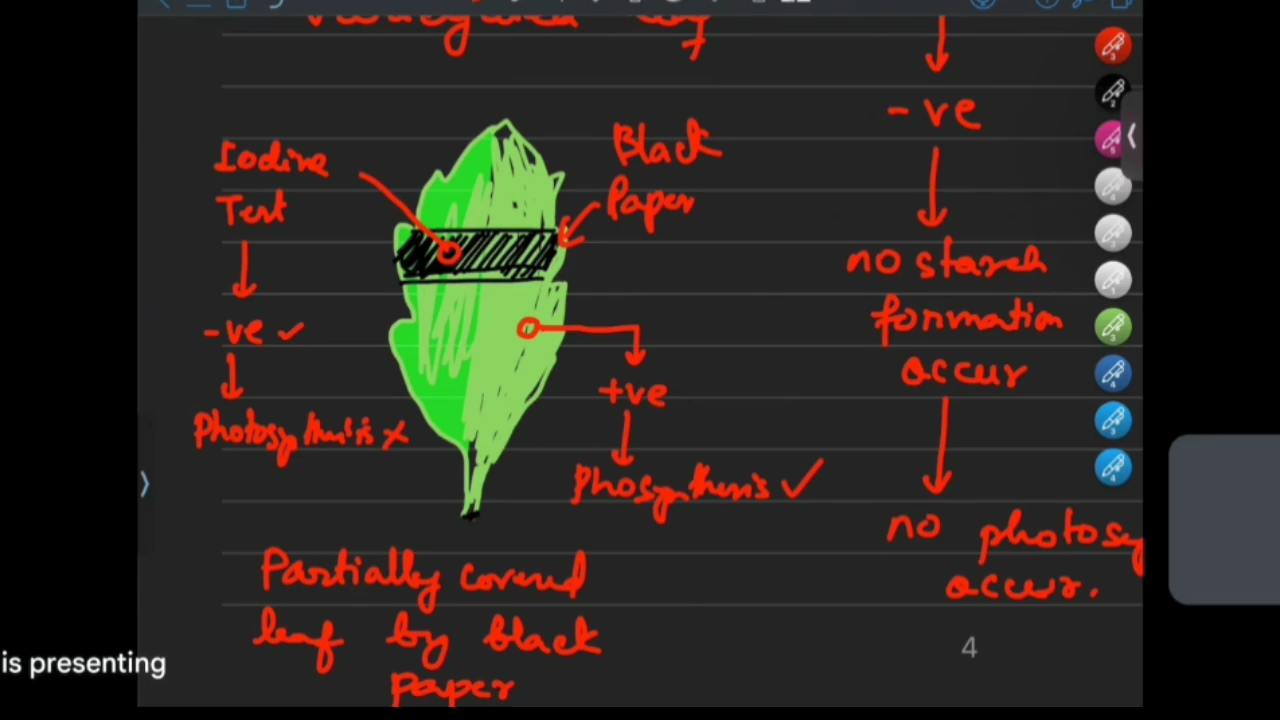 Iodine
Test
-ve ✓
Photosynthesis ×
Black
Paper
+ve
Phosynthesis ✓
Partially covered
leaf by black
paper
-ve
no starch
formation
occur
no photosy
occur.
4
is presenting